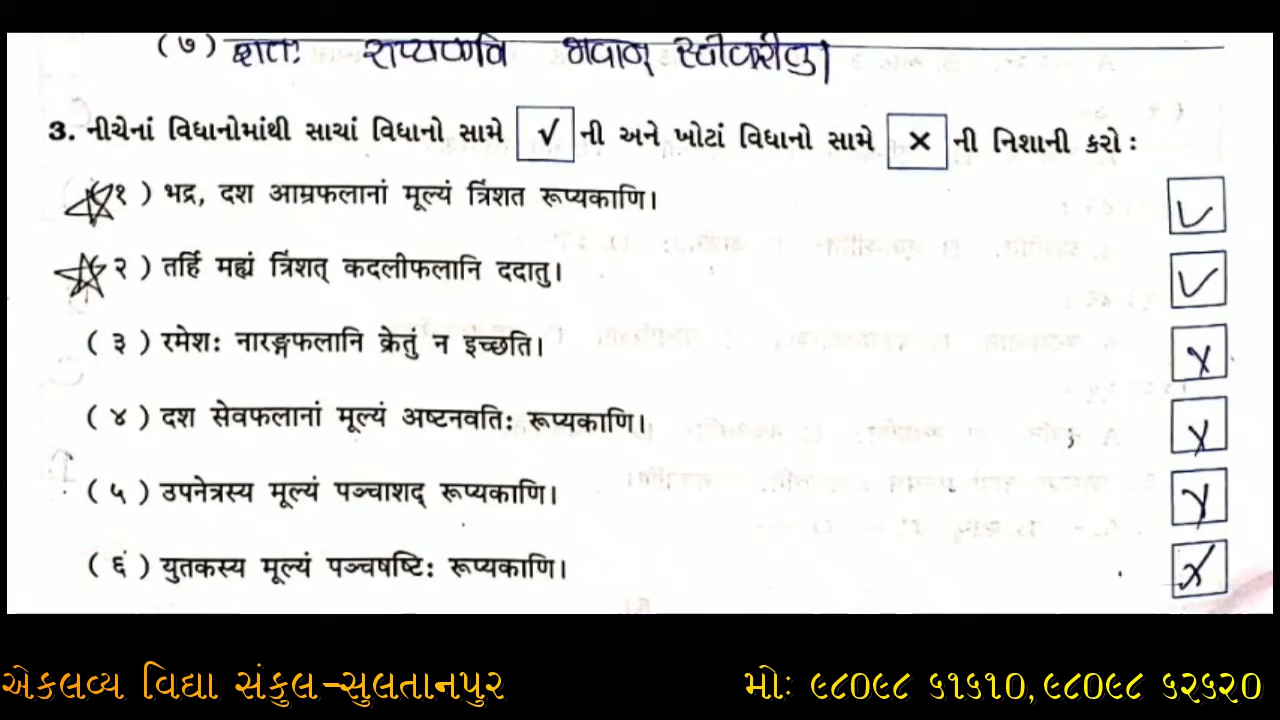 (૭) शतः रुप्यकाणि भवान् स्वीकरोतु।
3. નીચેનાં વિધાનોમાંથી સાચાં વિધાનો સામે ✓ ની અને ખોટાં વિધાનો સામે × ની નિશાની કરો :
(१) भद्र, दश आम्रफलानां मूल्यं त्रिंशत रूप्यकाणि। ✓
(२) तर्हि मह्यं त्रिंशत् कदलीफलानि ददातु। ✓
(३) रमेशः नारङ्गफलानि क्रेतुं न इच्छति। ×
(४) दश सेवफलानां मूल्यं अष्टनवतिः रूप्यकाणि। ×
(५) उपनेत्रस्य मूल्यं पञ्चाशद् रूप्यकाणि। ×
(६) युतकस्य मूल्यं पञ्चषष्टिः रूप्यकाणि। ×
એકલવ્ય વિદ્યા સંકુલ-સુલતાનપુર મોઃ ૯૮૦૯૮ ૬૧૬૧૦, ૯૮૦૯૮ ૬૨૬૨૦